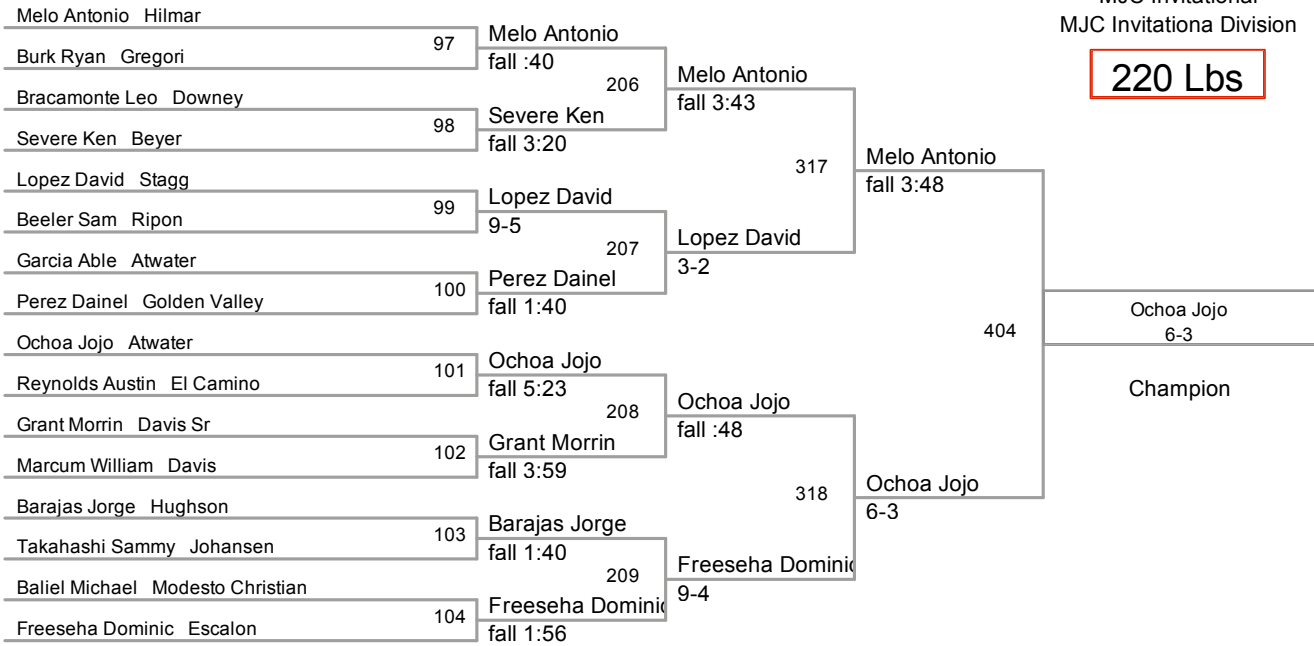 MJC Invitational
MJC Invitationa Division
220 Lbs
Melo Antonio Hilmar
97
Burk Ryan Gregori
Bracamonte Leo Downey
98
Severe Ken Beyer
Lopez David Stagg
99
Beeler Sam Ripon
Garcia Able Atwater
100
Perez Dainel Golden Valley
Ochoa Jojo Atwater
101
Reynolds Austin El Camino
Grant Morrin Davis Sr
102
Marcum William Davis
Barajas Jorge Hughson
103
Takahashi Sammy Johansen
Baliel Michael Modesto Christian
104
Freeseha Dominic Escalon
Melo Antonio
fall :40
206
Severe Ken
fall 3:20
Lopez David
9-5
207
Perez Dainel
fall 1:40
Ochoa Jojo
fall 5:23
208
Grant Morrin
fall 3:59
Barajas Jorge
fall 1:40
209
Freeseha Dominic
fall 1:56
Melo Antonio
fall 3:43
317
Lopez David
3-2
Ochoa Jojo
fall :48
318
Freeseha Dominic
9-4
Melo Antonio
fall 3:48
404
Ochoa Jojo
6-3
Ochoa Jojo
6-3
Champion